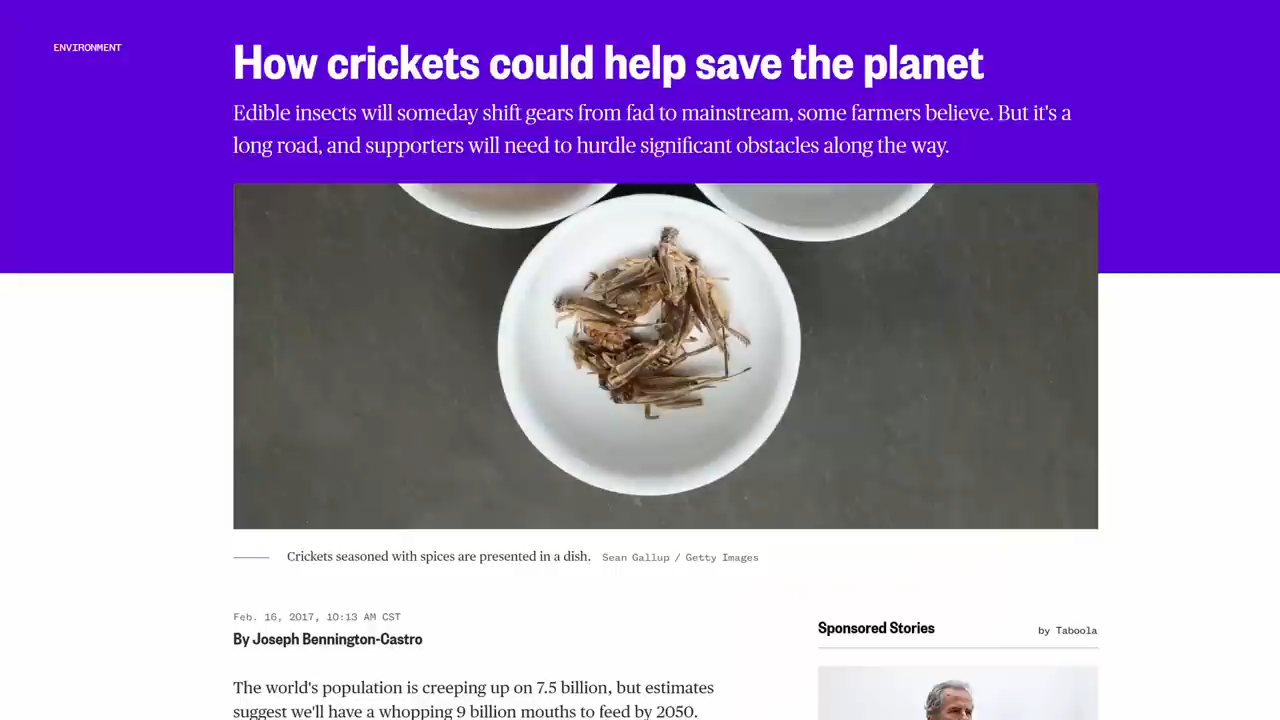 ENVIRONMENT
How crickets could help save the planet
Edible insects will someday shift gears from fad to mainstream, some farmers believe. But it's a
long road, and supporters will need to hurdle significant obstacles along the way.
Crickets seasoned with spices are presented in a dish. Sean Gallup / Getty Images
Feb. 16, 2017, 10:13 AM CST
By Joseph Bennington-Castro
The world's population is creeping up on 7.5 billion, but estimates
suggest we'll have a whopping 9 billion mouths to feed by 2050.
Sponsored Stories
by Taboola